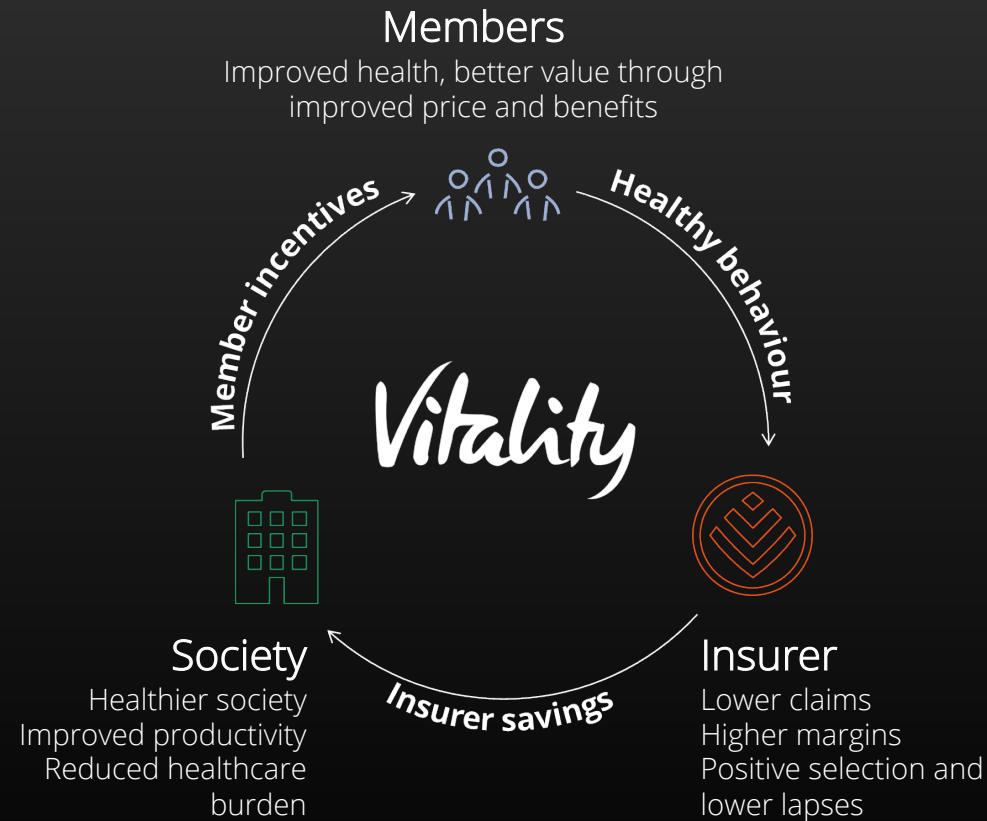 Members
Improved health, better value through
improved price and benefits
Member incentives
Healthy behaviour
Vitality
Society
Healthier society
Improved productivity
Reduced healthcare
burden
Insurer savings
Insurer
Lower claims
Higher margins
Positive selection and
lower lapses